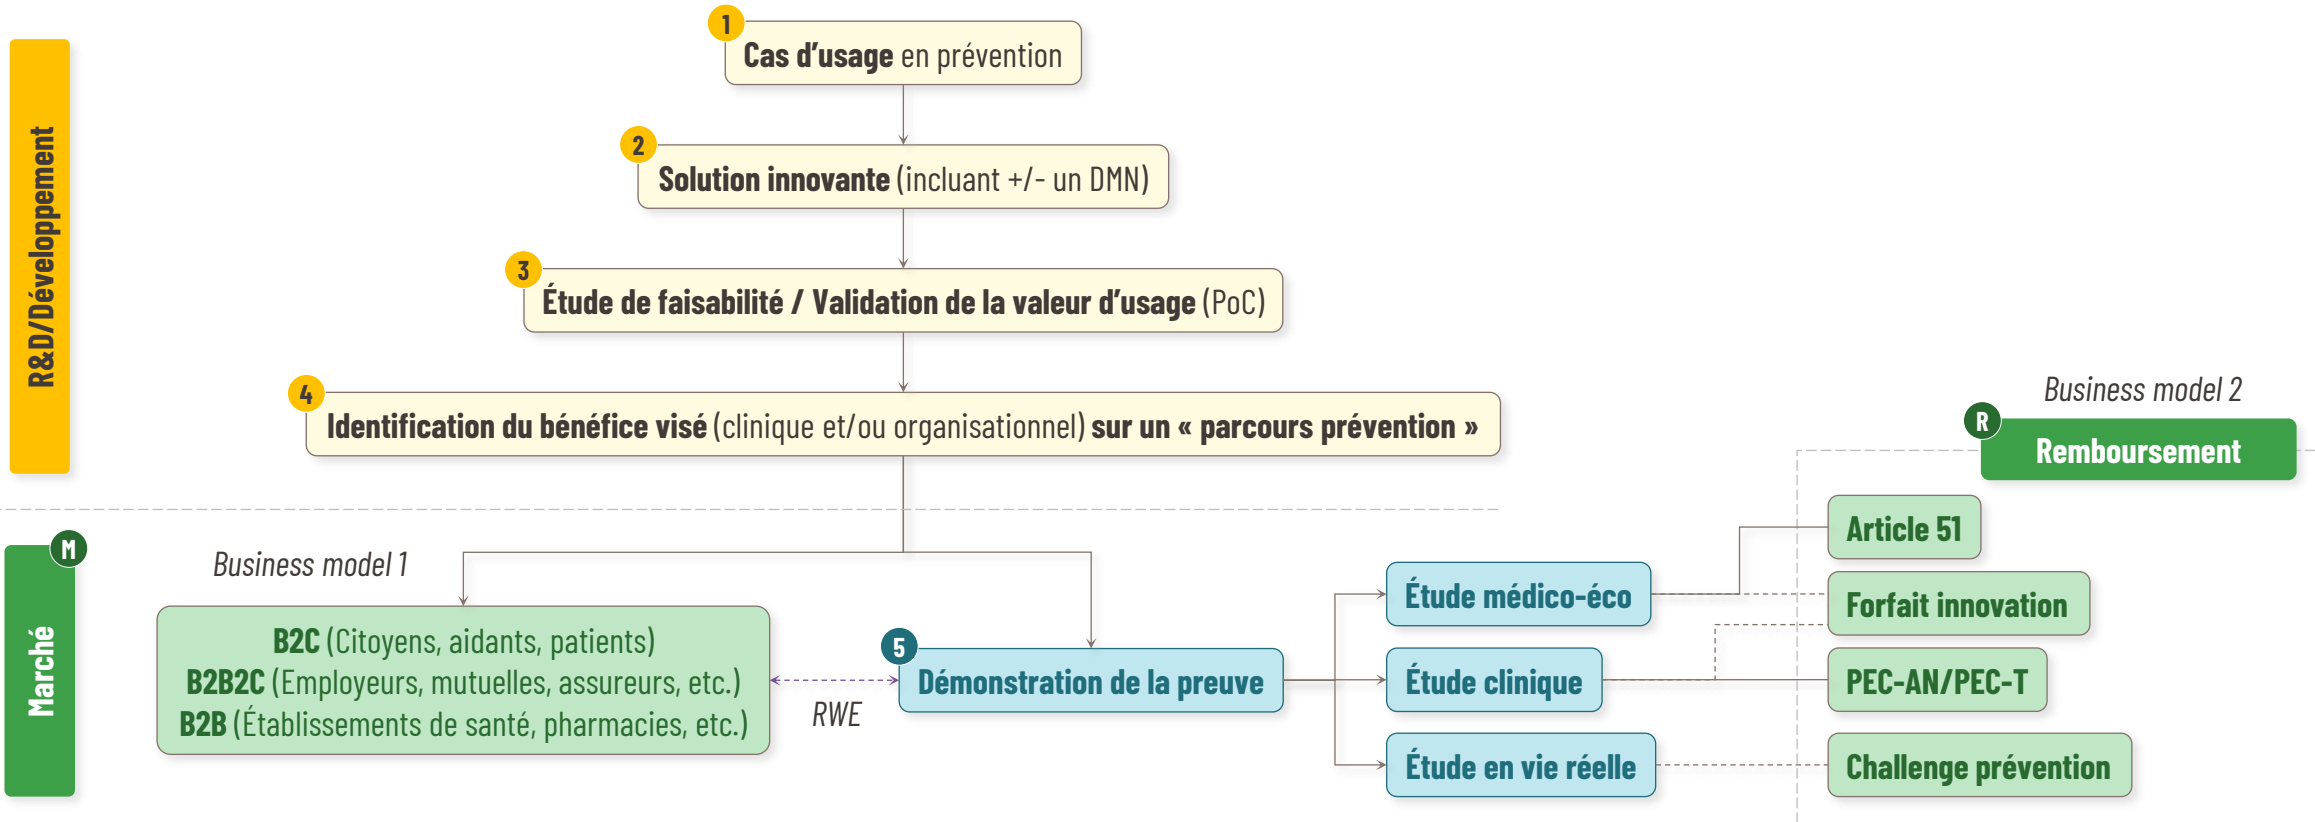 R&D/Développement
1
Cas d’usage en prévention
2
Solution innovante (incluant +/- un DMN)
3
Étude de faisabilité / Validation de la valeur d’usage (PoC)
4
Identification du bénéfice visé (clinique et/ou organisationnel) sur un « parcours prévention »
Marché
M
Business model 1
B2C (Citoyens, aidants, patients)
B2B2C (Employeurs, mutuelles, assureurs, etc.)
B2B (Établissements de santé, pharmacies, etc.)
RWE
5
Démonstration de la preuve
Étude médico-éco
Étude clinique
Étude en vie réelle
Business model 2
R
Remboursement
Article 51
Forfait innovation
PEC-AN/PEC-T
Challenge prévention